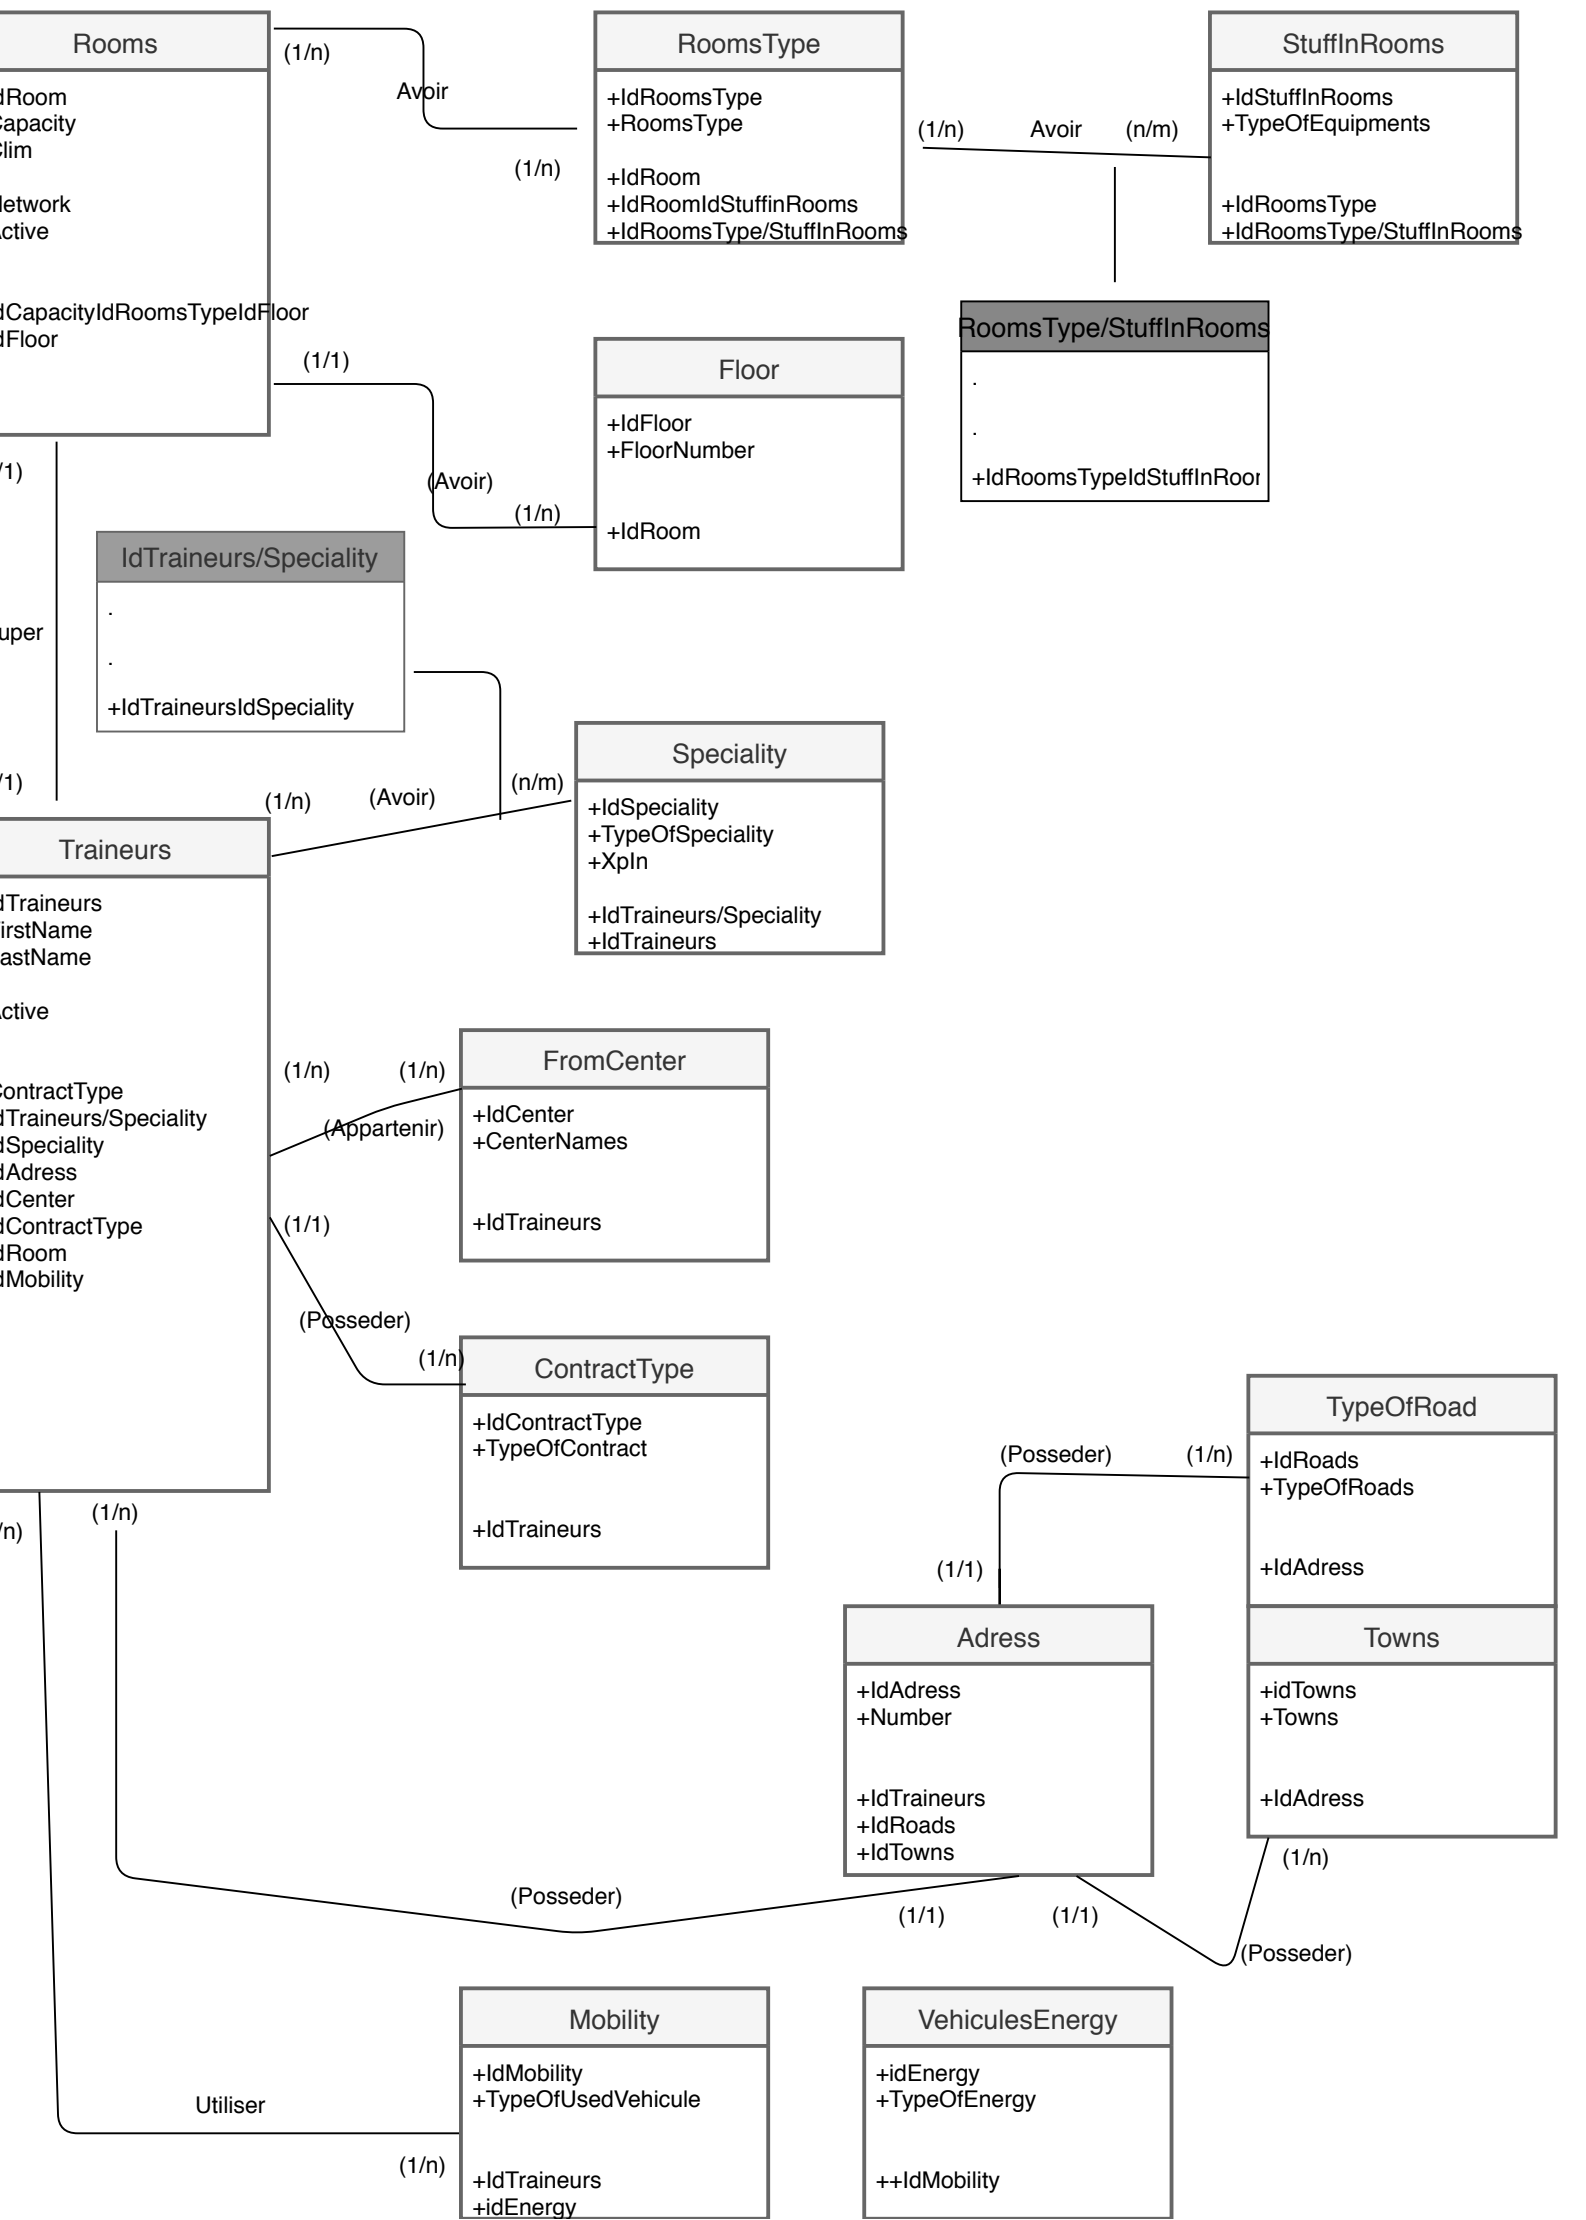 Rooms
dRoom
apacity
lim
etwork
ctive
dCapacityIdRoomsTypeIdFloor
dFloor
(1/n)
Avoir
(1/n)
RoomsType
+IdRoomsType
+RoomsType
+IdRoom
+IdRoomIdStuffinRooms
+IdRoomsType/StuffInRooms
(1/n)
Avoir
(n/m)
StuffInRooms
+IdStuffInRooms
+TypeOfEquipments
+IdRoomsType
+IdRoomsType/StuffInRooms
RoomsType/StuffInRooms
.
.
+IdRoomsTypeIdStuffInRoor
(1/1)
(Avoir)
(1/n)
Floor
+IdFloor
+FloorNumber
+IdRoom
/1)
uper
/1)
IdTraineurs/Speciality
.
.
+IdTraineursIdSpeciality
(1/n)
(Avoir)
(n/m)
Speciality
+IdSpeciality
+TypeOfSpeciality
+XpIn
+IdTraineurs/Speciality
+IdTraineurs
Traineurs
dTraineurs
irstName
astName
ctive
ContractType
dTraineurs/Speciality
dSpeciality
dAdress
dCenter
dContractType
dRoom
dMobility
(1/n)
(1/n)
(Appartenir)
FromCenter
+IdCenter
+CenterNames
+IdTraineurs
(1/1)
(Posseder)
(1/n)
ContractType
+IdContractType
+TypeOfContract
+IdTraineurs
TypeOfRoad
+IdRoads
+TypeOfRoads
+IdAdress
(Posseder)
(1/n)
(1/1)
Adress
+IdAdress
+Number
+IdTraineurs
+IdRoads
+IdTowns
Towns
+idTowns
+Towns
+IdAdress
(1/n)
/n)
(1/n)
(Posseder)
(1/1)
(1/1)
(Posseder)
Utiliser
(1/n)
Mobility
+IdMobility
+TypeOfUsedVehicule
+IdTraineurs
+idEnergy
VehiculesEnergy
+idEnergy
+TypeOfEnergy
++IdMobility